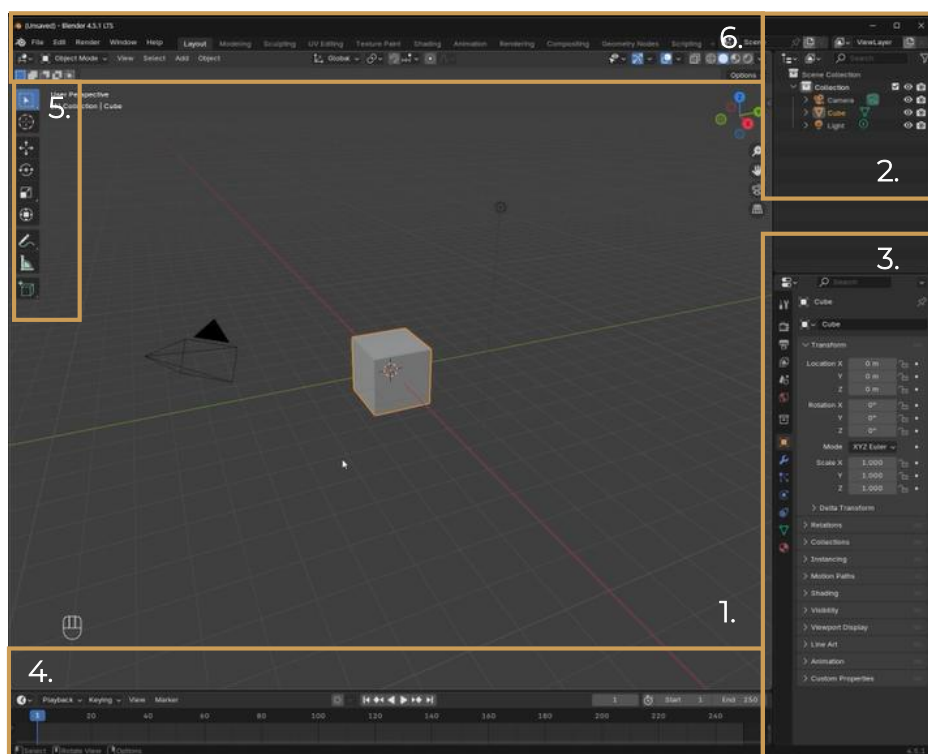 (Unsaved) - Blender 4.5.1 LTS
File Edit Render Window Help Layout Modeling Sculpting UV Editing Texture Paint Shading Animation Rendering Compositing Geometry Nodes Scripting Scene ViewLayer
6.
Object Mode View Select Add Object Global Search
Options
5.
User Perspective
Collection | Cube
Scene Collection
Collection
Camera
Cube
Light
2.
3.
Search
Cube
Cube
Transform
Location X 0 m
Y 0 m
Z 0 m
Rotation X 0°
Y 0°
Z 0°
Mode XYZ Euler
Scale X 1.000
Y 1.000
Z 1.000
Delta Transform
Relations
Collections
Instancing
Motion Paths
Shading
Visibility
Viewport Display
Line Art
Animation
Custom Properties
1.
4.
Playback Keying View Marker 1 Start 1 End 250
1 20 40 60 80 100 120 140 160 180 200 220 240
Select Rotate View Options 4.5.1